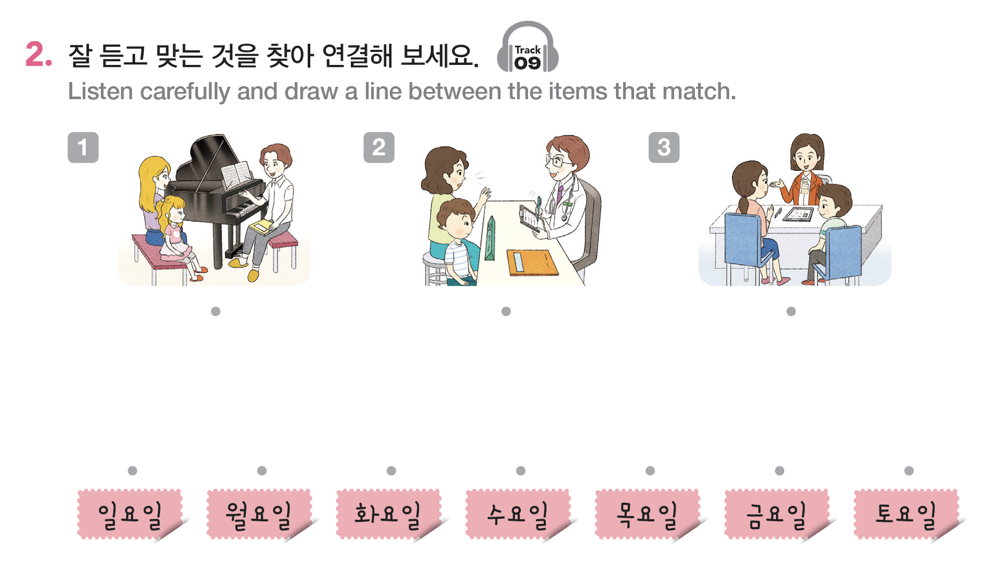 2. 잘 듣고 맞는 것을 찾아 연결해 보세요.
Track
09
Listen carefully and draw a line between the items that match.
1
2
3
일요일
월요일
화요일
수요일
목요일
금요일
토요일